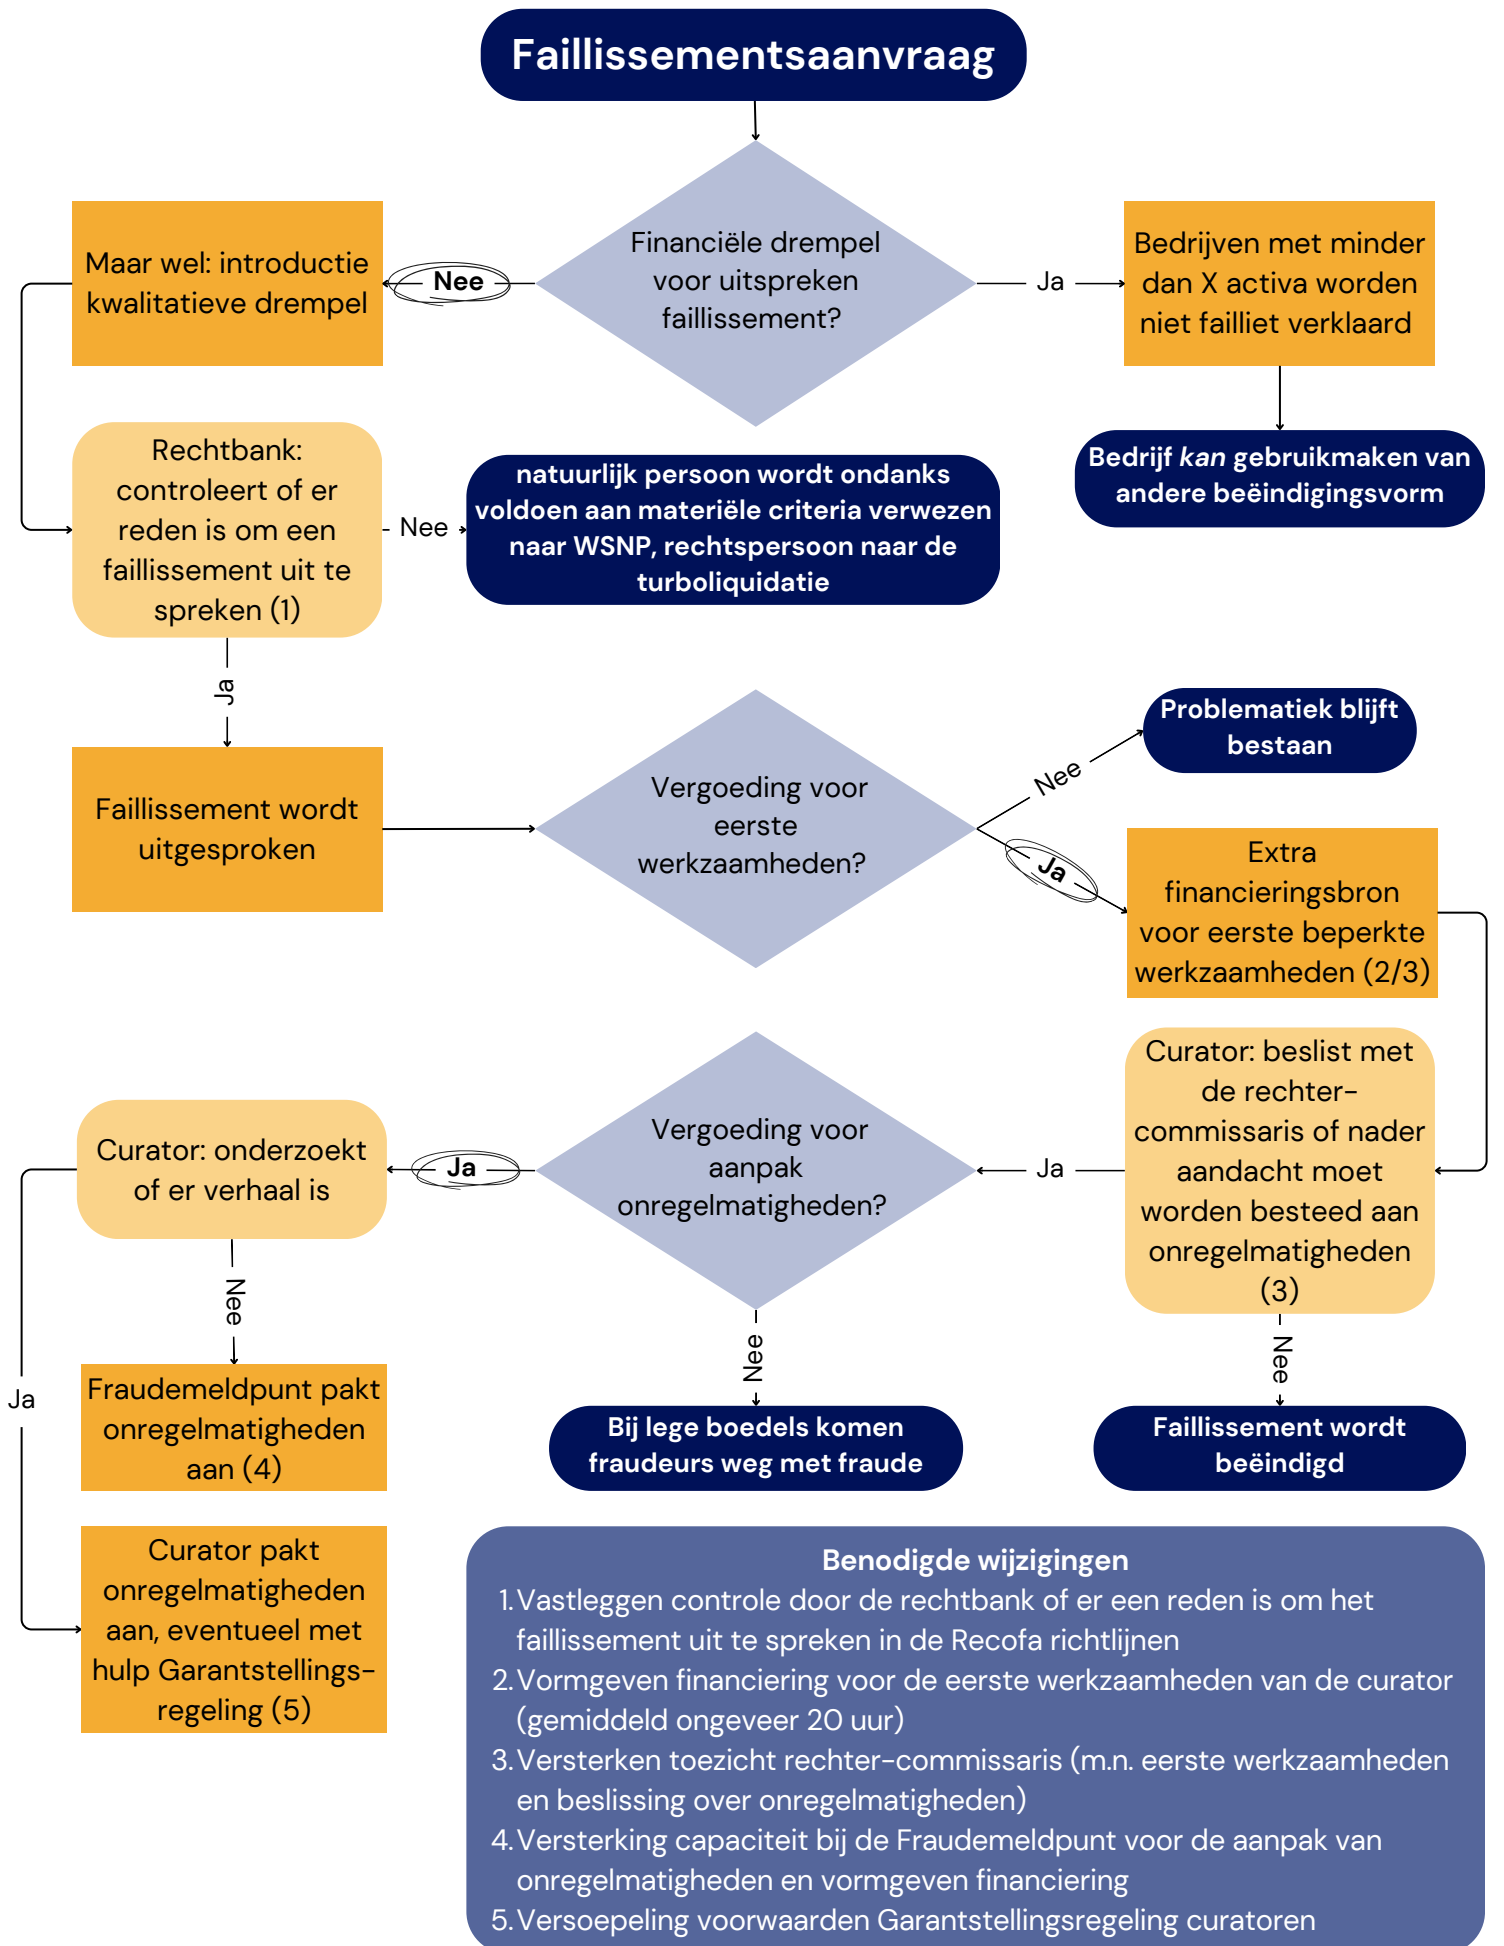 Faillissementsaanvraag
Financiële drempel
voor uitspreken
faillissement?
Nee
Maar wel: introductie
kwalitatieve drempel
Ja
Bedrijven met minder
dan X activa worden
niet failliet verklaard
Bedrijf kan gebruikmaken van
andere beëindigingsvorm
Rechtbank:
controleert of er
reden is om een
faillissement uit te
spreken (1)
Nee
natuurlijk persoon wordt ondanks
voldoen aan materiële criteria verwezen
naar WSNP, rechtspersoon naar de
turboliquidatie
Ja
Faillissement wordt
uitgesproken
Vergoeding voor
eerste
werkzaamheden?
Nee
Problematiek blijft
bestaan
Ja
Extra
financieringsbron
voor eerste beperkte
werkzaamheden (2/3)
Curator: beslist met
de rechter-
commissaris of nader
aandacht moet
worden besteed aan
onregelmatigheden
(3)
Nee
Faillissement wordt
beëindigd
Ja
Vergoeding voor
aanpak
onregelmatigheden?
Nee
Bij lege boedels komen
fraudeurs weg met fraude
Ja
Curator: onderzoekt
of er verhaal is
Nee
Fraudemeldpunt pakt
onregelmatigheden
aan (4)
Ja
Curator pakt
onregelmatigheden
aan, eventueel met
hulp Garantstellings-
regeling (5)
Benodigde wijzigingen
1. Vastleggen controle door de rechtbank of er een reden is om het
faillissement uit te spreken in de Recofa richtlijnen
2. Vormgeven financiering voor de eerste werkzaamheden van de curator
(gemiddeld ongeveer 20 uur)
3. Versterken toezicht rechter-commissaris (m.n. eerste werkzaamheden
en beslissing over onregelmatigheden)
4. Versterking capaciteit bij de Fraudemeldpunt voor de aanpak van
onregelmatigheden en vormgeven financiering
5. Versoepeling voorwaarden Garantstellingsregeling curatoren